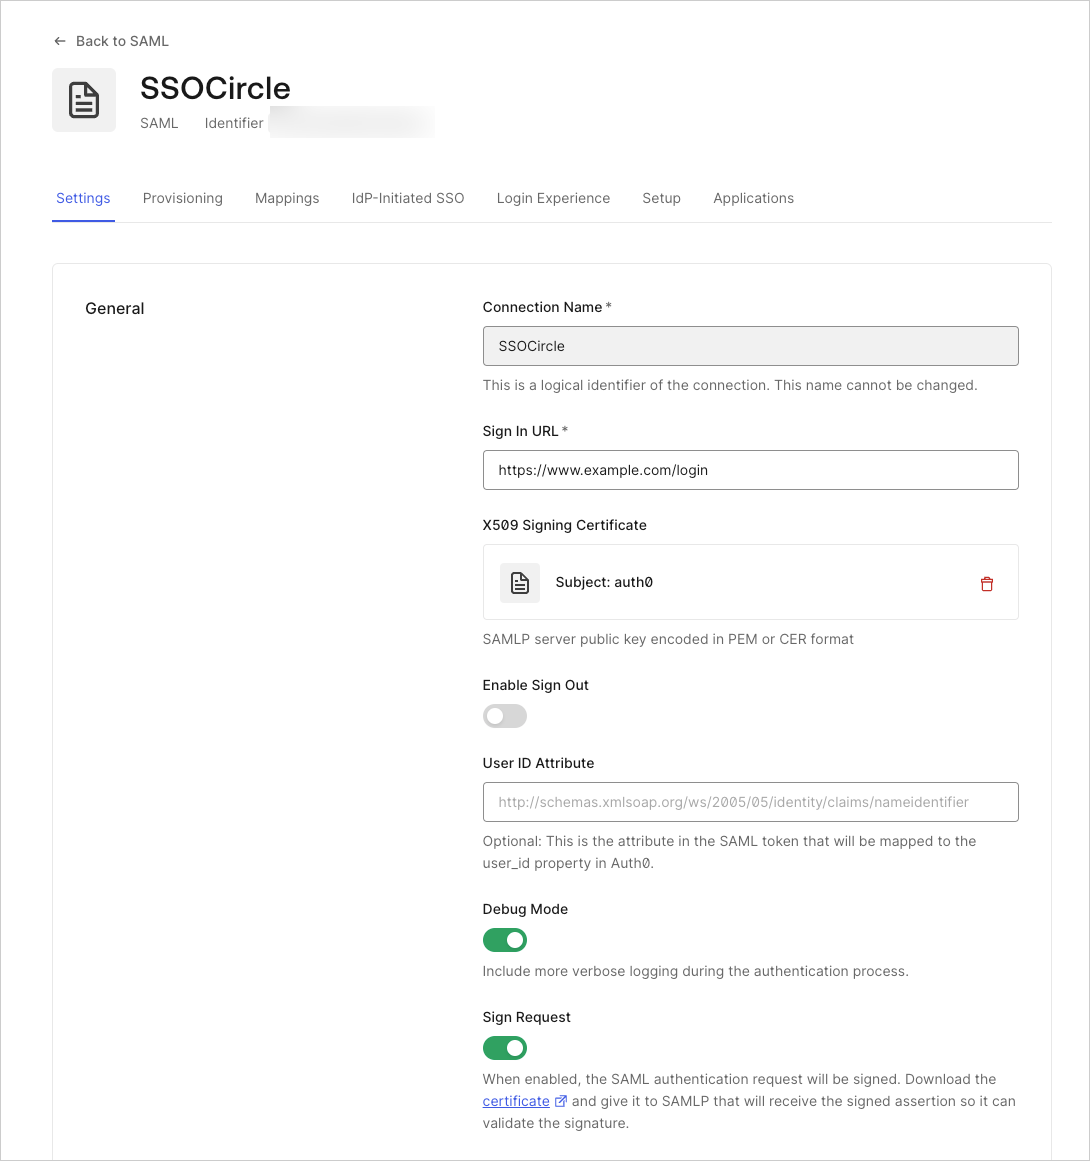 Back to SAML
SSOCircle
SAML Identifier
Settings Provisioning Mappings IdP-Initiated SSO Login Experience Setup Applications
General
Connection Name *
SSOCircle
This is a logical identifier of the connection. This name cannot be changed.
Sign In URL *
https://www.example.com/login
X509 Signing Certificate
Subject: auth0
SAMLP server public key encoded in PEM or CER format
Enable Sign Out
User ID Attribute
http://schemas.xmlsoap.org/ws/2005/05/identity/claims/nameidentifier
Optional: This is the attribute in the SAML token that will be mapped to the
user_id property in Auth0.
Debug Mode
Include more verbose logging during the authentication process.
Sign Request
When enabled, the SAML authentication request will be signed. Download the
certificate and give it to SAMLP that will receive the signed assertion so it can
validate the signature.